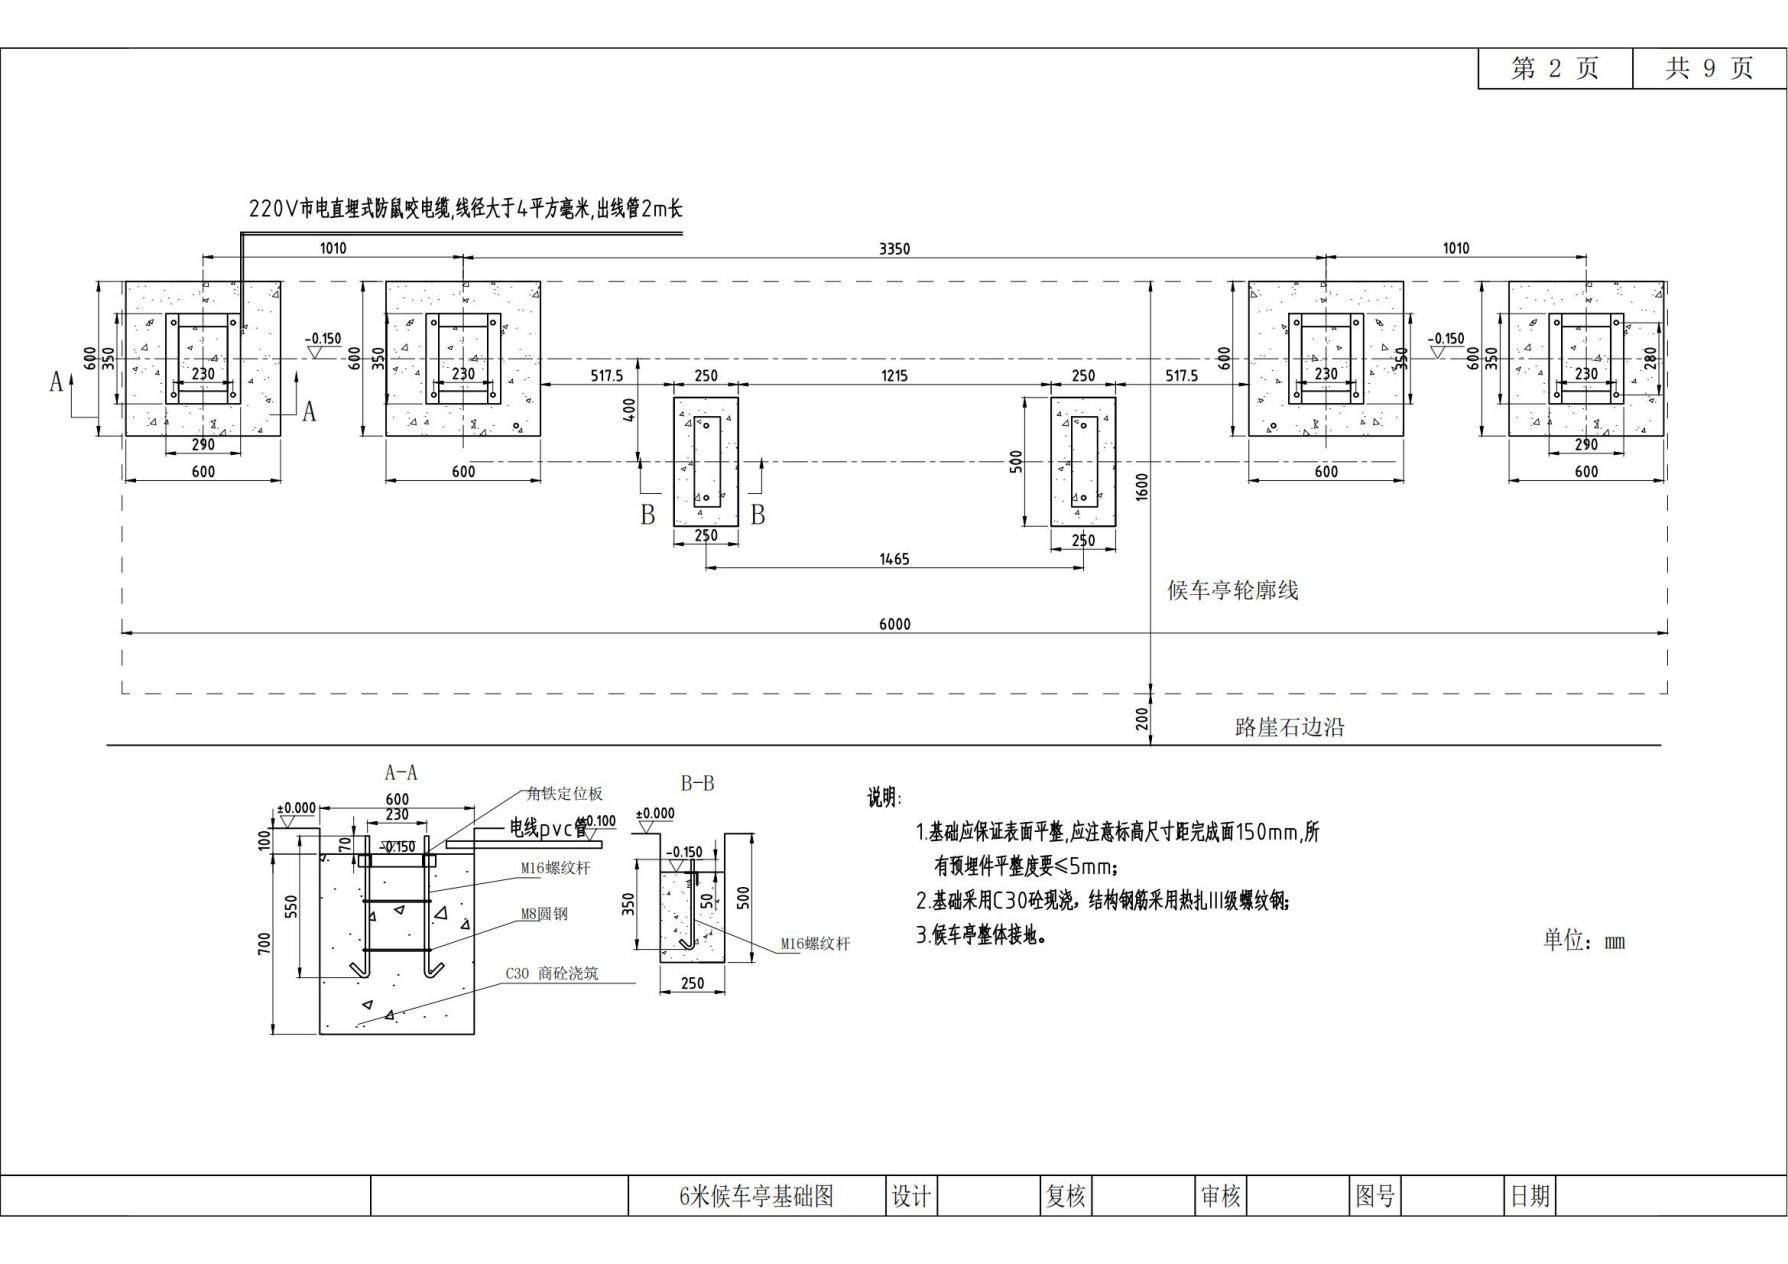 第 2 页 共 9 页
220V市电直埋式防鼠咬电缆,线径大于4平方毫米,出线管2m长
1010 3350 1010
-0.150 -0.150
600 350 230 600 350 230 600 230 350 600 350 230 280
517.5 250 1215 250 517.5
A A
400
290 290
600 600 600 600
500
1600
B B
250 250
1465
候车亭轮廓线
6000
200
路崖石边沿
A-A
B-B
±0.000 600 角铁定位板
230
±0.000
100 70 -0.150 电线pvc管 -0.100
-0.150
M16螺纹杆
550
350 50 500
M8圆钢
700
M16螺纹杆
C30 商砼浇筑
250
说明:
1.基础应保证表面平整,应注意标高尺寸距完成面150mm,所
有预埋件平整度要≤5mm;
2.基础采用C30砼现浇，结构钢筋采用热扎III级螺纹钢;
3.候车亭整体接地。
单位：mm
6米候车亭基础图 设计 复核 审核 图号 日期